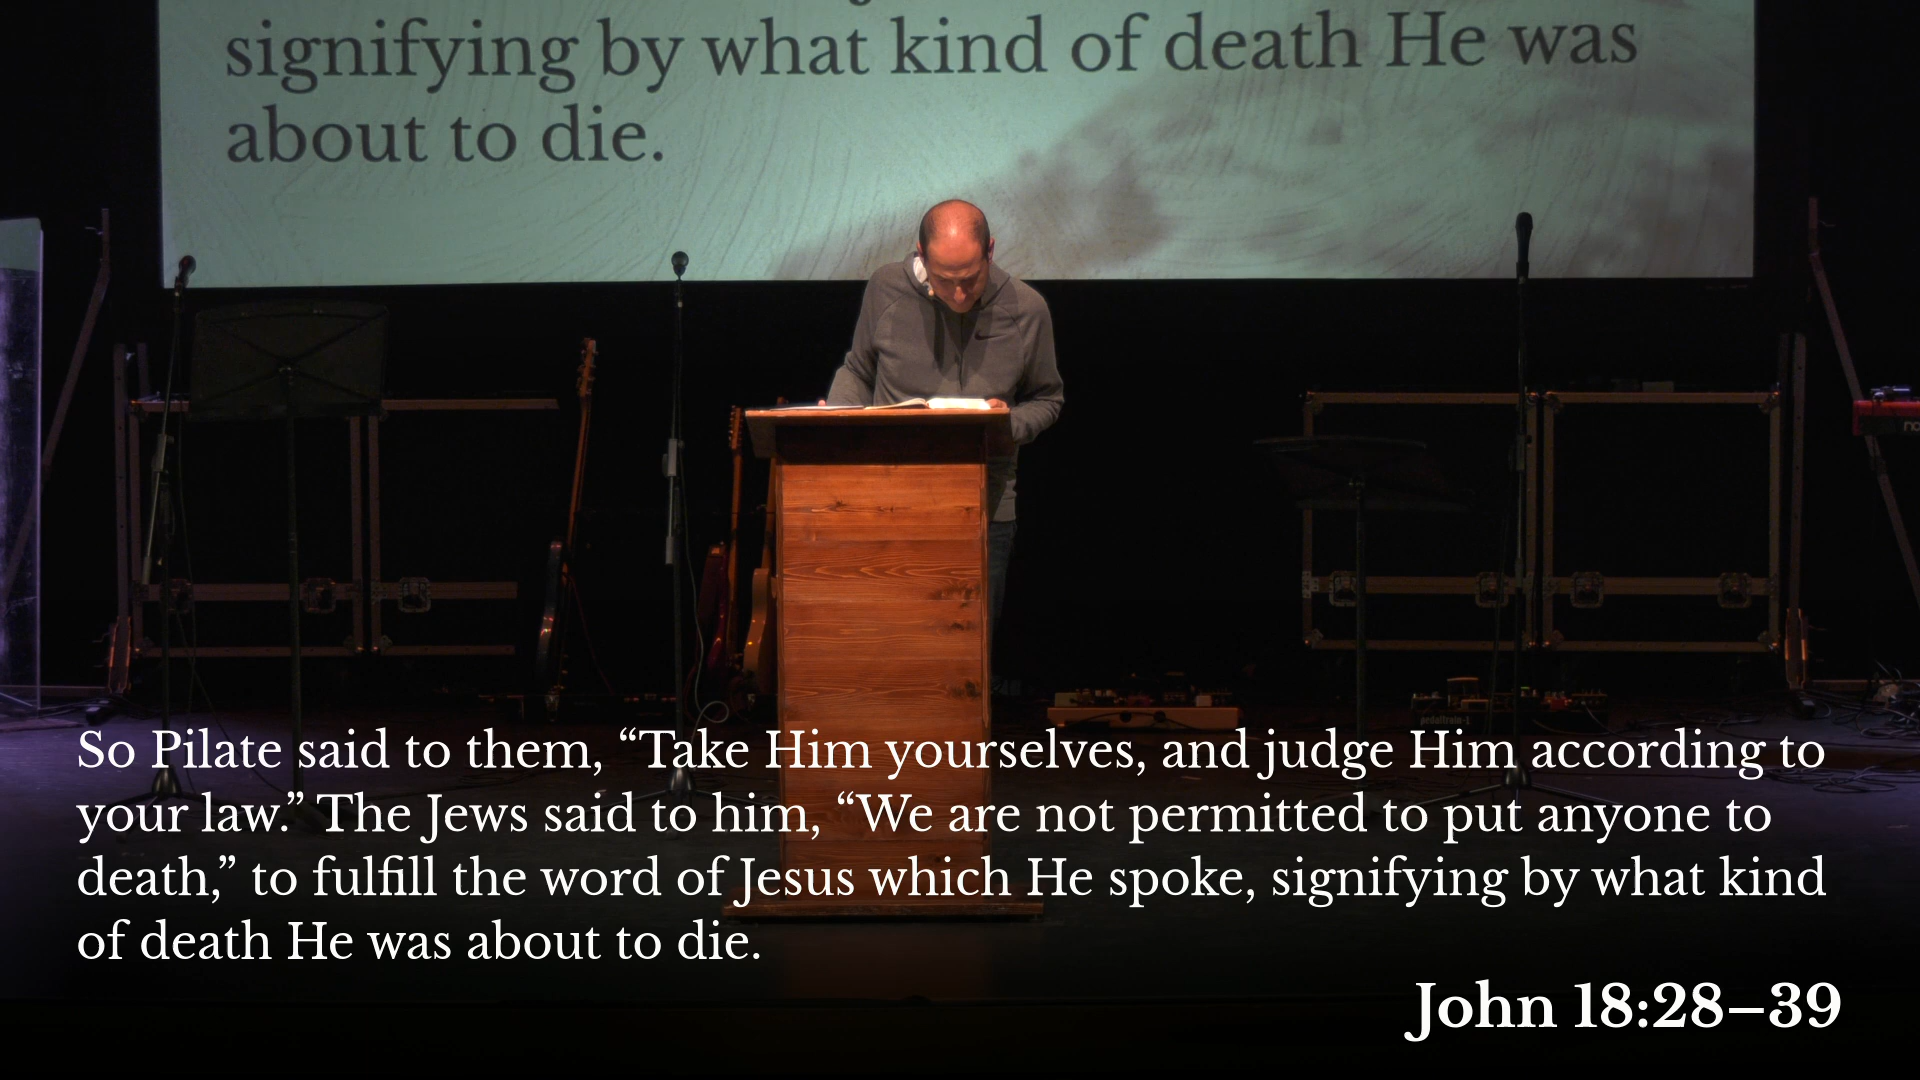 signifying by what kind of death He was
about to die.
So Pilate said to them, “Take Him yourselves, and judge Him according to
your law.” The Jews said to him, “We are not permitted to put anyone to
death,” to fulfill the word of Jesus which He spoke, signifying by what kind
of death He was about to die.
John 18:28–39